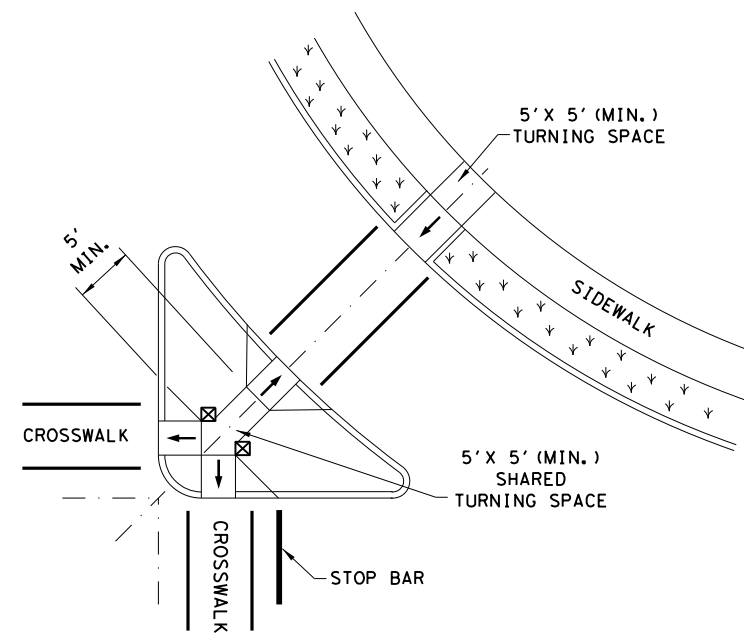 5'X 5'(MIN.)
TURNING SPACE
5'
MIN.
SIDEWALK
CROSSWALK
5'X 5'(MIN.)
SHARED
TURNING SPACE
CROSSWALK
STOP BAR